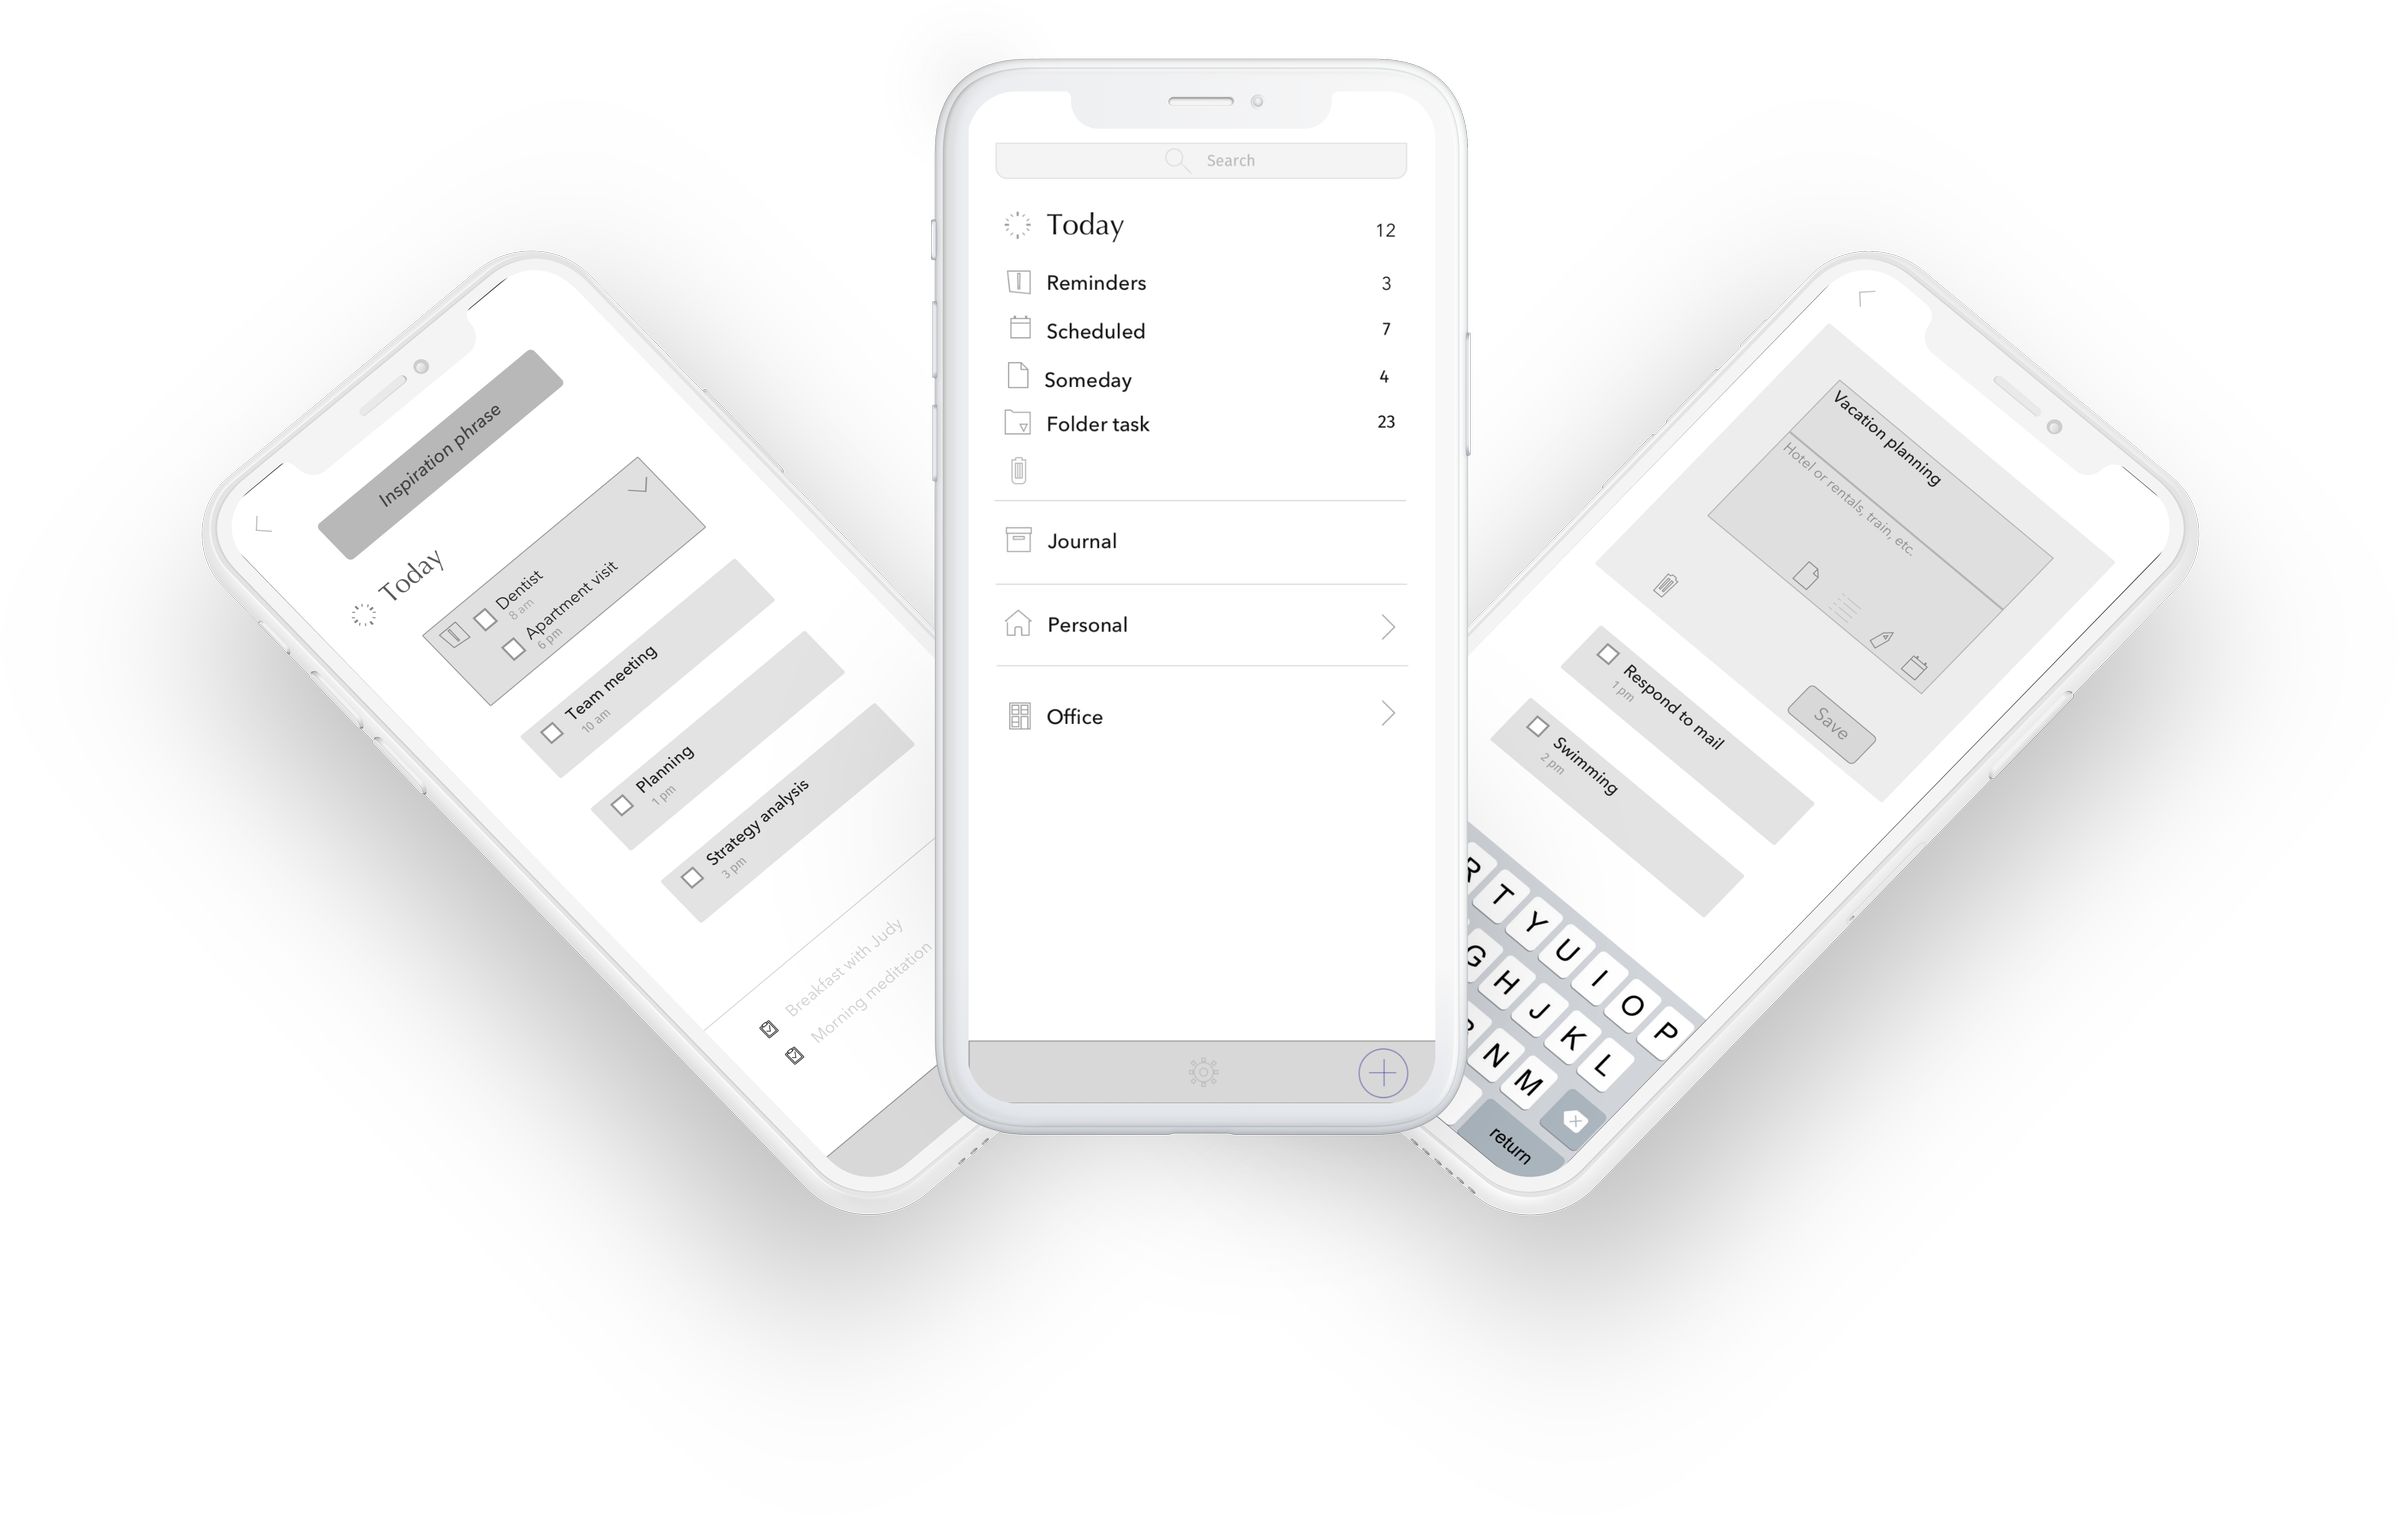 Inspiration phrase
Today
Dentist
8 am
Apartment visit
6 pm
Team meeting
10 am
Planning
1 pm
Strategy analysis
3 pm
Breakfast with Judy
Morning meditation
Search
Today 12
Reminders 3
Scheduled 7
Someday 4
Folder task 23
Journal
Personal
Office
Vacation planning
Hotel or rentals, train, etc.
Save
Respond to mail
1 pm
Swimming
2 pm
R T Y U I O P
G H J K L
N M
return